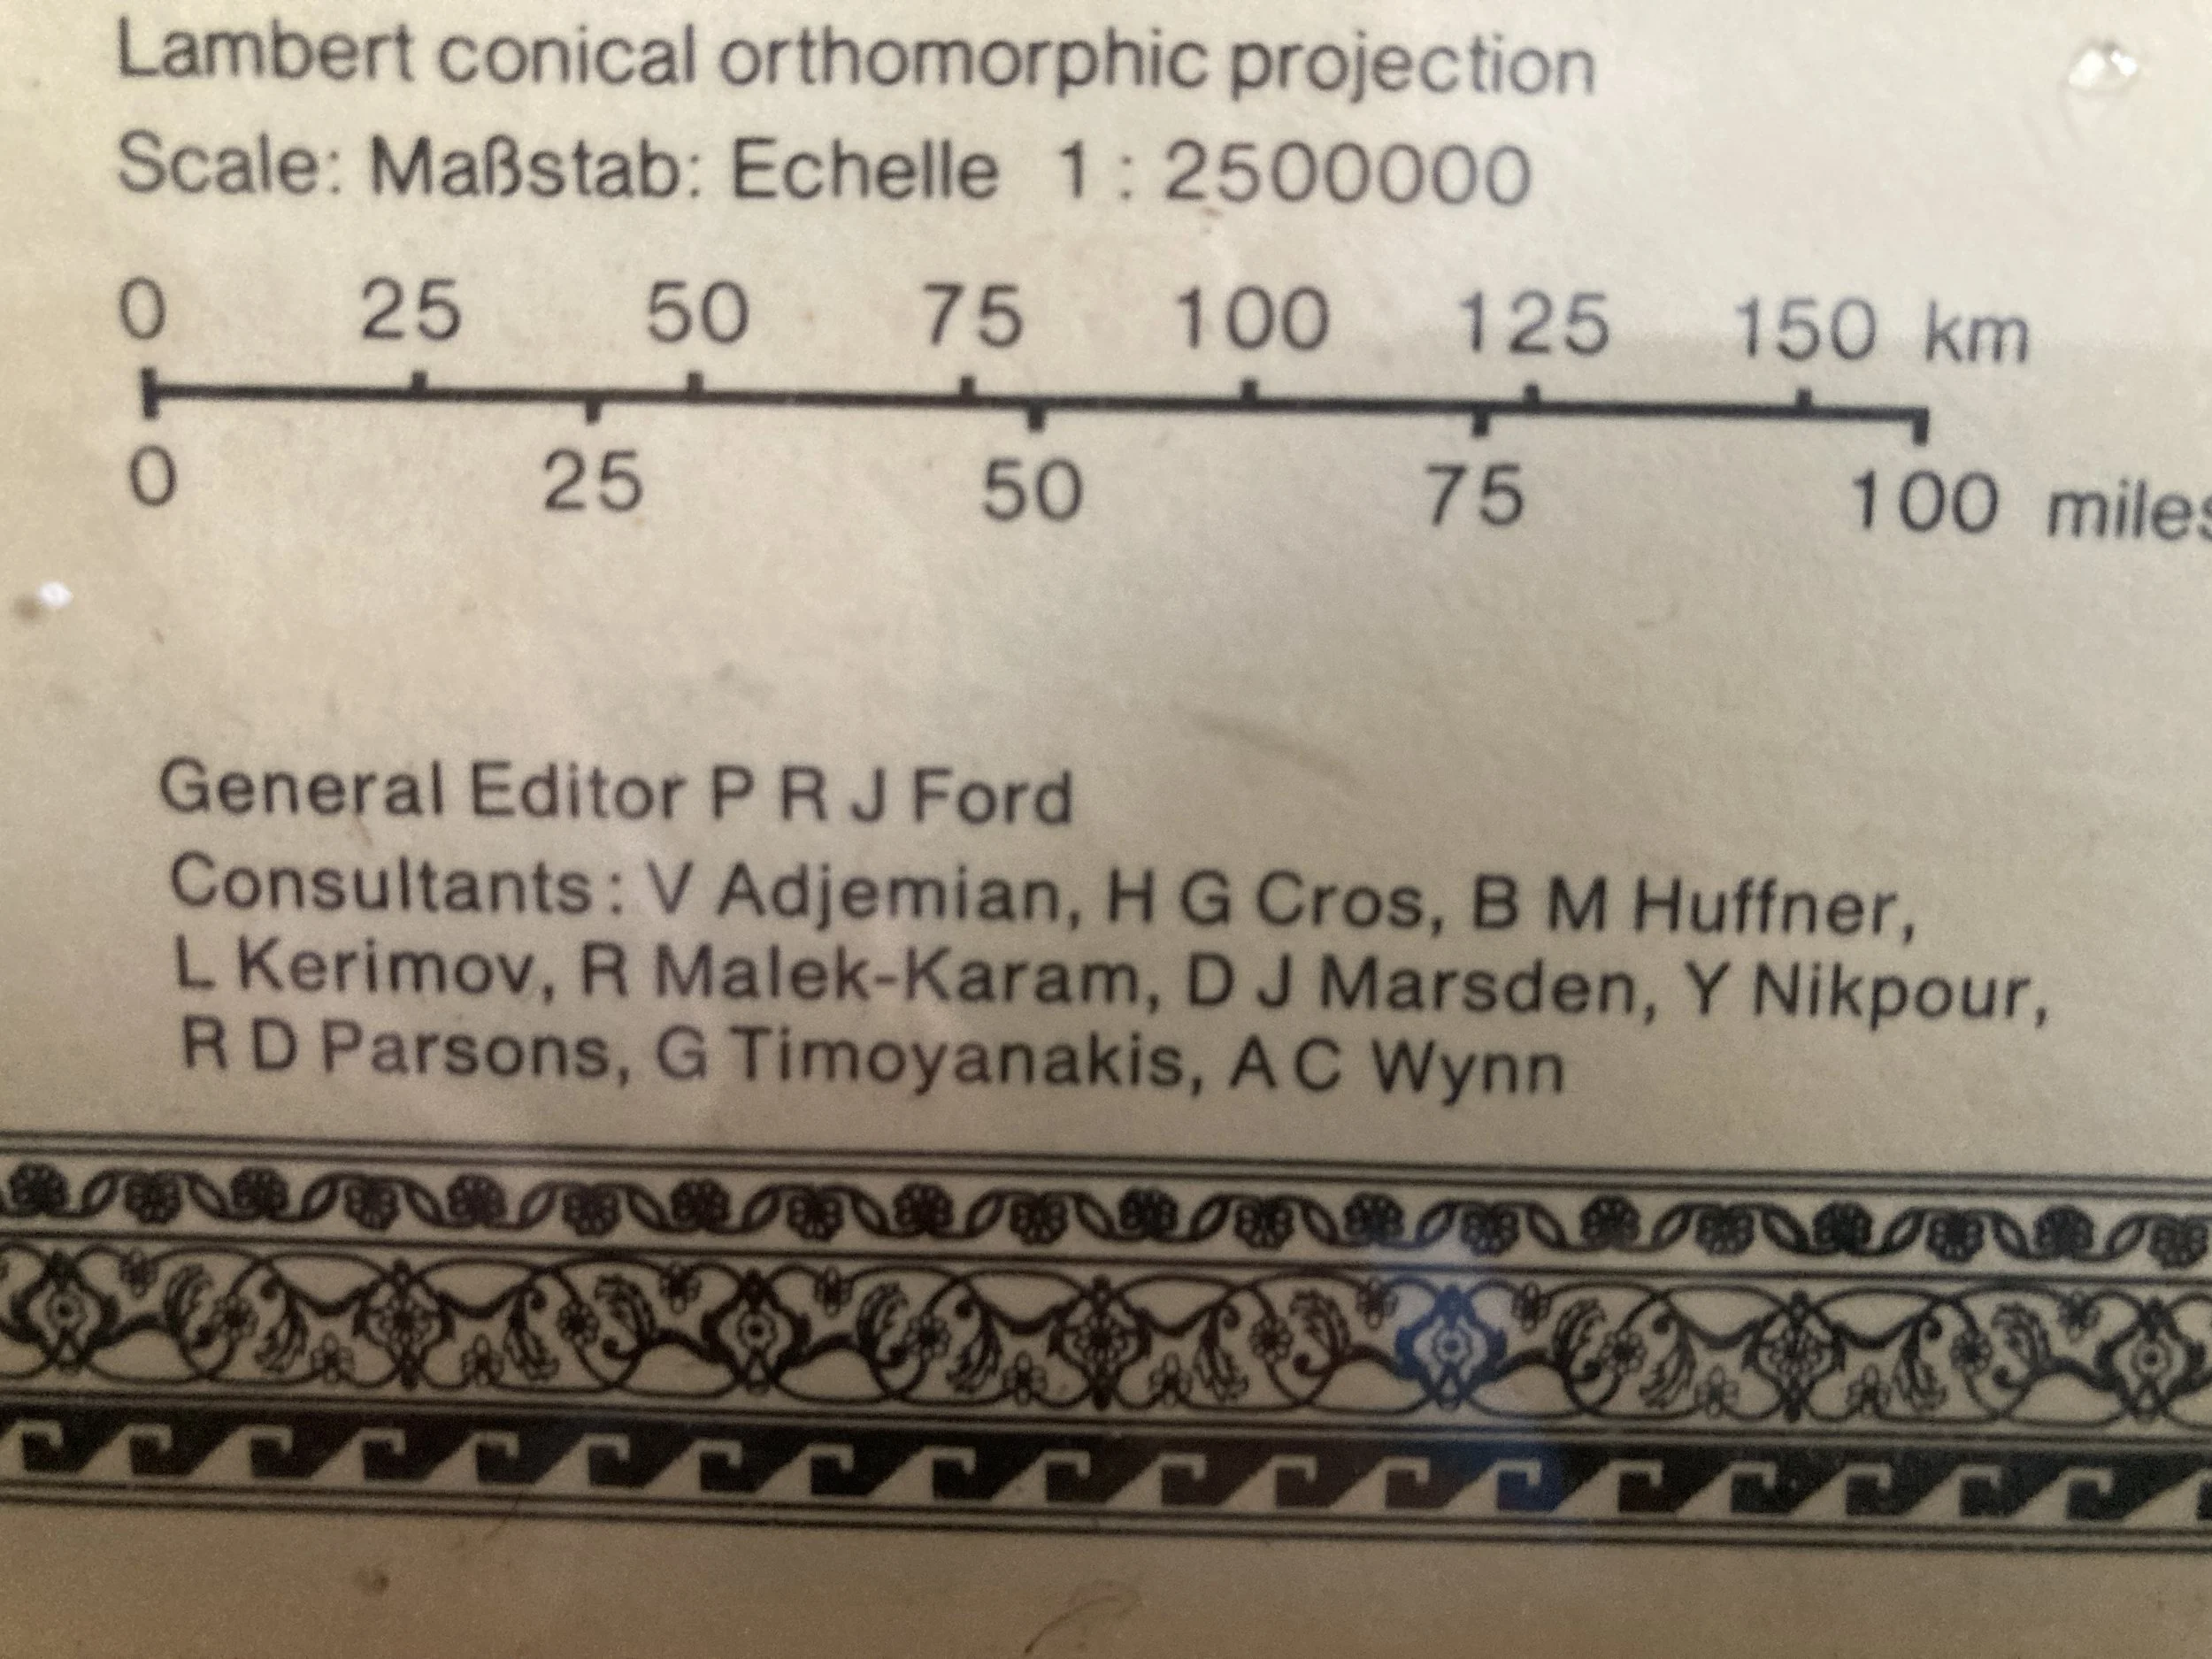 Lambert conical orthomorphic projection
Scale: Maßstab: Echelle 1 : 2500000
0 25 50 75 100 125 150 km
0 25 50 75 100 miles
General Editor P R J Ford
Consultants : V Adjemian, H G Cros, B M Huffner,
L Kerimov, R Malek-Karam, D J Marsden, Y Nikpour,
R D Parsons, G Timoyanakis, A C Wynn